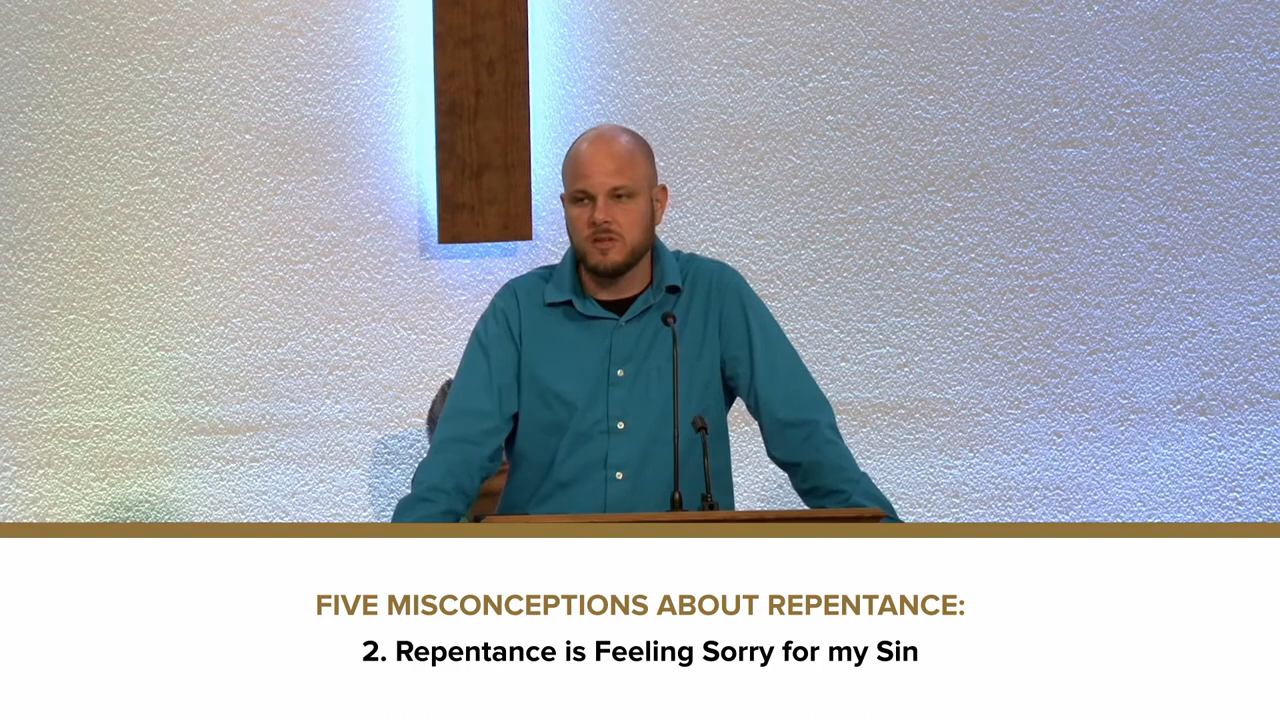 FIVE MISCONCEPTIONS ABOUT REPENTANCE:
2. Repentance is Feeling Sorry for my Sin